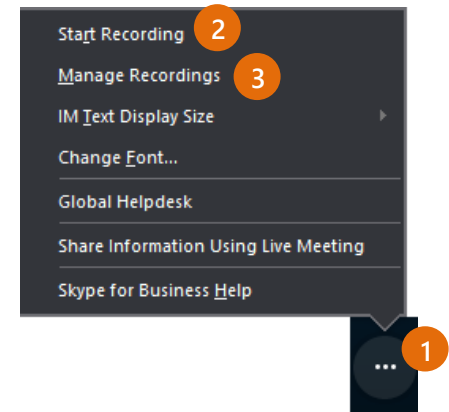 Start Recording 2
Manage Recordings 3
IM Text Display Size
Change Font...
Global Helpdesk
Share Information Using Live Meeting
Skype for Business Help
... 1